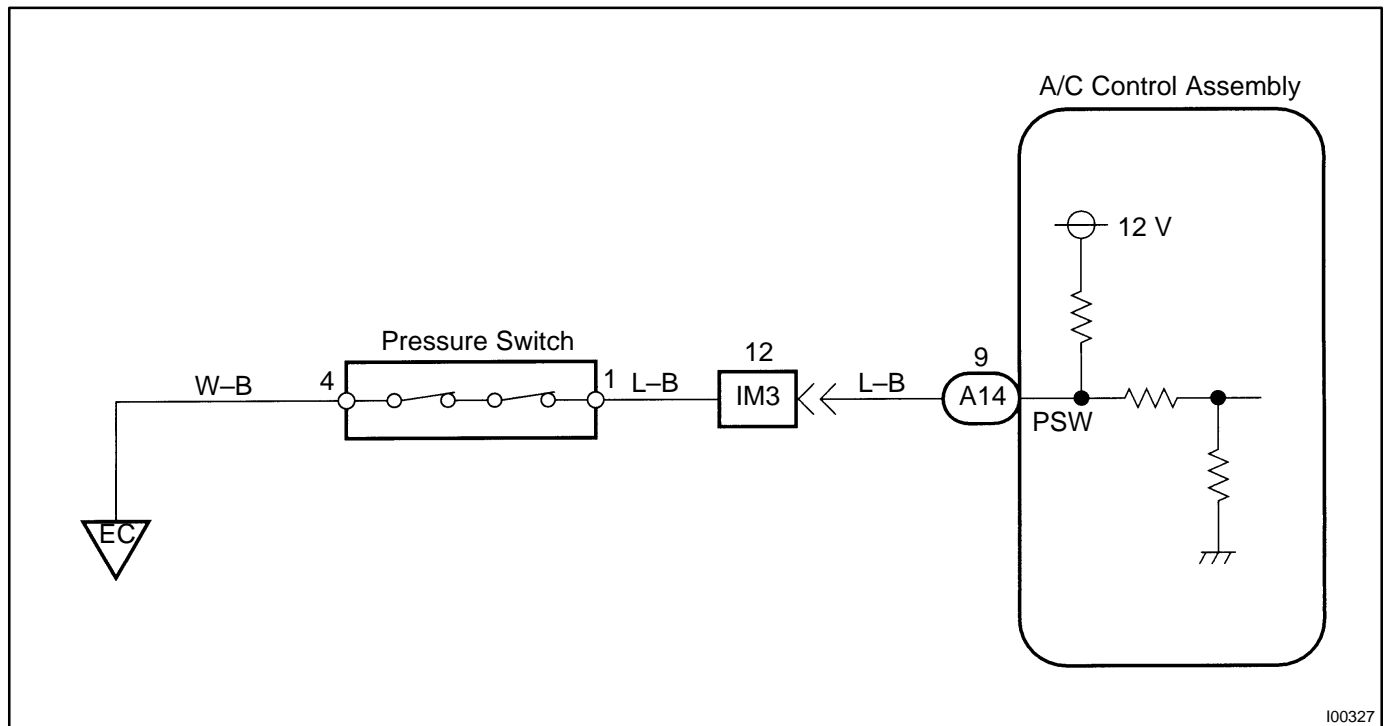 A/C Control Assembly
12 V
Pressure Switch
12
9
W–B
4
1
L–B
IM3
L–B
A14
PSW
EC
I00327